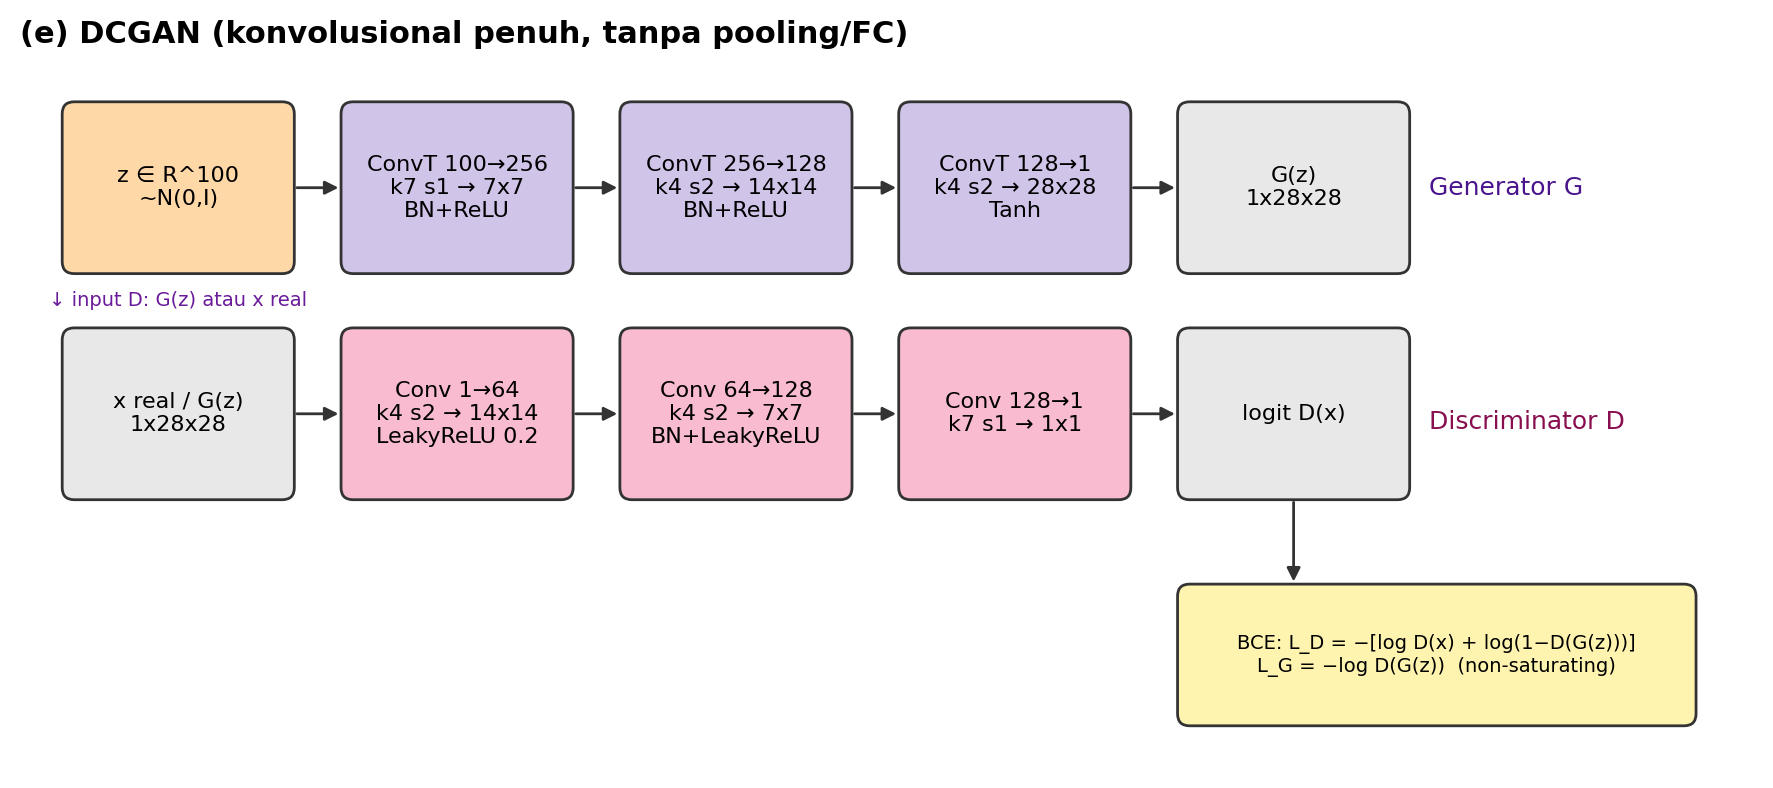 (e) DCGAN (konvolusional penuh, tanpa pooling/FC)
z ∈ R^100
~N(0,I)
ConvT 100→256
k7 s1 → 7x7
BN+ReLU
ConvT 256→128
k4 s2 → 14x14
BN+ReLU
ConvT 128→1
k4 s2 → 28x28
Tanh
G(z)
1x28x28
Generator G
↓ input D: G(z) atau x real
x real / G(z)
1x28x28
Conv 1→64
k4 s2 → 14x14
LeakyReLU 0.2
Conv 64→128
k4 s2 → 7x7
BN+LeakyReLU
Conv 128→1
k7 s1 → 1x1
logit D(x)
Discriminator D
BCE: L_D = −[log D(x) + log(1−D(G(z)))]
L_G = −log D(G(z))  (non-saturating)